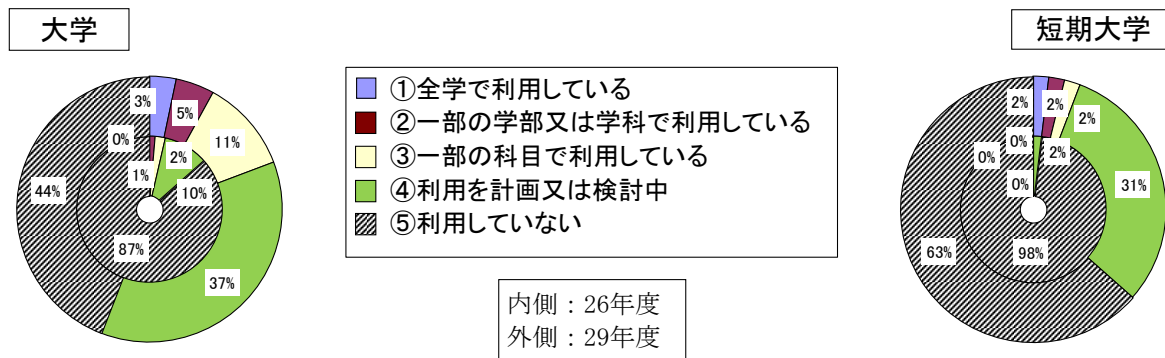 大学
短期大学
①全学で利用している
②一部の学部又は学科で利用している
③一部の科目で利用している
④利用を計画又は検討中
⑤利用していない
内側：26年度
外側：29年度
3%
5%
11%
37%
44%
0%
1%
2%
10%
87%
2%
2%
2%
31%
63%
0%
0%
0%
2%
98%